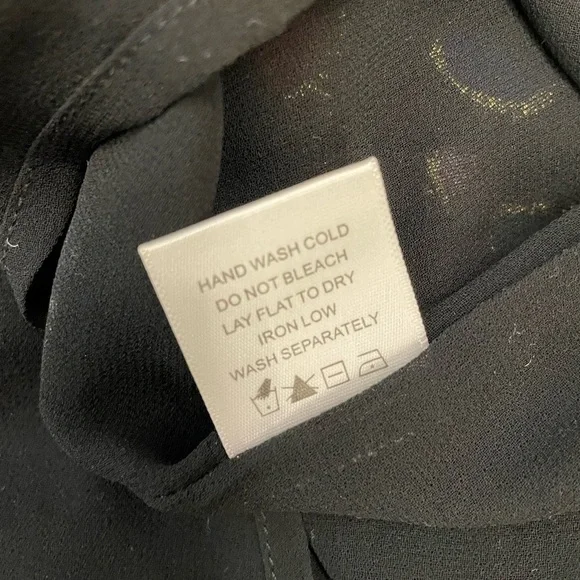 HAND WASH COLD
DO NOT BLEACH
LAY FLAT TO DRY
IRON LOW
WASH SEPARATELY